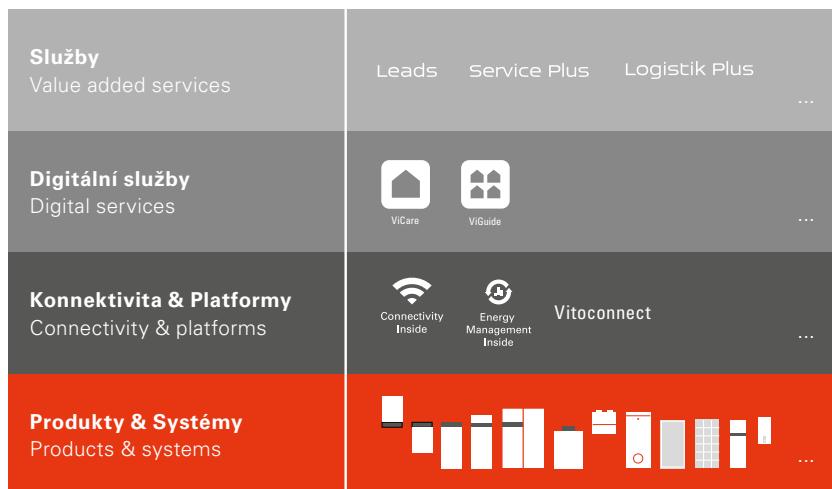 Služby
Value added services
Leads Service Plus Logistik Plus
...
Digitální služby
Digital services
ViCare ViGuide
...
Konnektivita & Platformy
Connectivity & platforms
Connectivity
Inside
Energy
Management
Inside
Vitoconnect
...
Produkty & Systémy
Products & systems
...